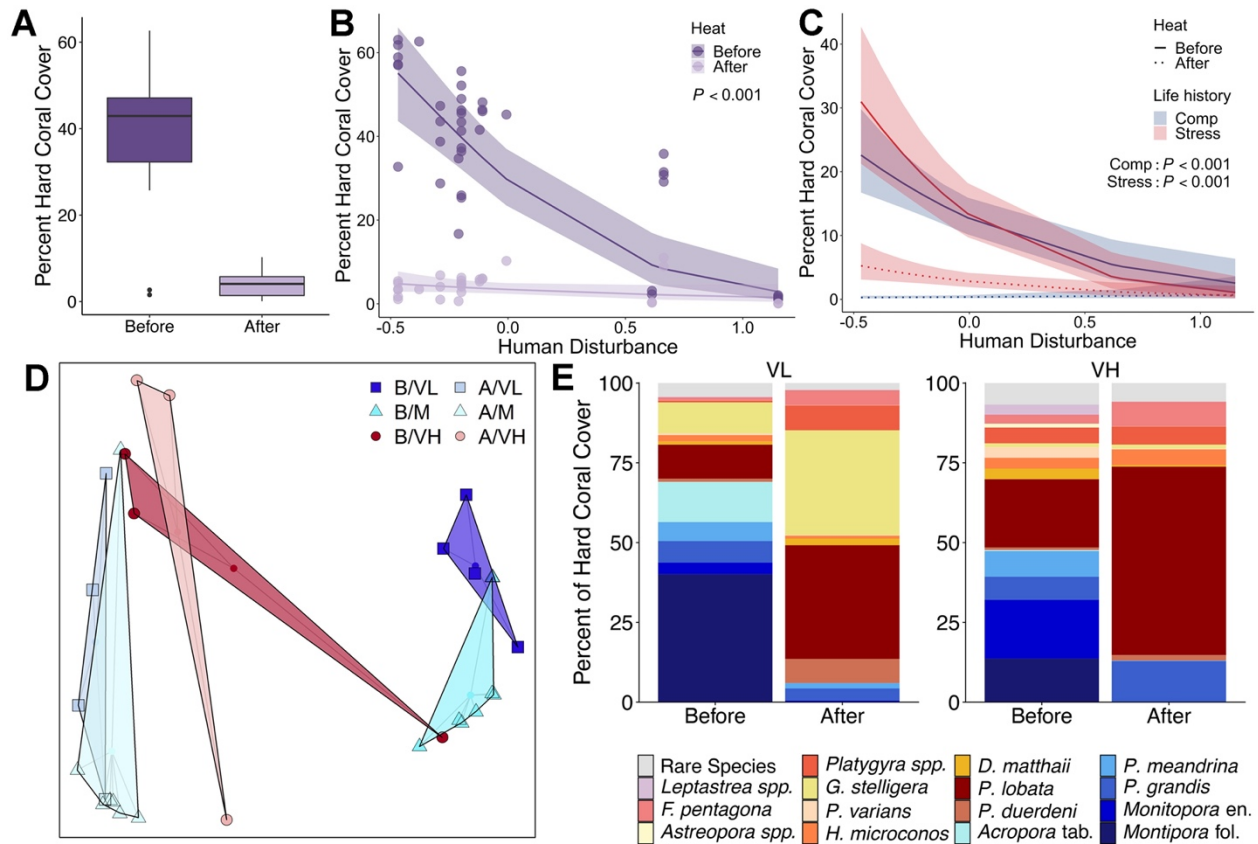 A
Percent Hard Coral Cover
60
40
20
0
Before
After
B
Percent Hard Coral Cover
60
40
20
0
-0.5
0.0
0.5
1.0
Human Disturbance
Heat
Before
After
P < 0.001
C
Percent Hard Coral Cover
40
30
20
10
0
-0.5
0.0
0.5
1.0
Human Disturbance
Heat
Before
After
Life history
Comp
Stress
Comp : P < 0.001
Stress : P < 0.001
D
B/VL
A/VL
B/M
A/M
B/VH
A/VH
E
Percent of Hard Coral Cover
VL
100
75
50
25
0
Before
After
VH
100
75
50
25
0
Before
After
Rare Species
Leptastrea spp.
F. pentagona
Astreopora spp.
Platygyra spp.
G. stelligera
P. varians
H. microconos
D. matthaii
P. lobata
P. duerdeni
Acropora tab.
P. meandrina
P. grandis
Monitopora en.
Montipora fol.